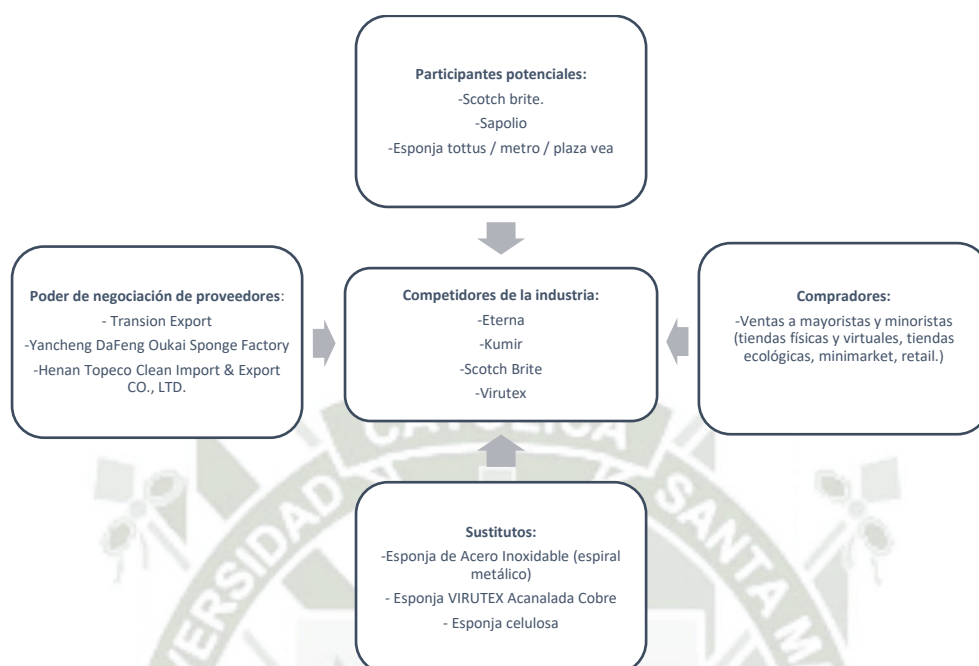 Participantes potenciales:
-Scotch brite.
-Sapolio
-Esponja tottus / metro / plaza vea
Poder de negociación de proveedores:
- Transion Export
-Yancheng DaFeng Oukai Sponge Factory
-Henan Topeco Clean Import & Export
CO., LTD.
Competidores de la industria:
-Eterna
-Kumir
-Scotch Brite
-Virutex
Compradores:
-Ventas a mayoristas y minoristas
(tiendas físicas y virtuales, tiendas
ecológicas, minimarket, retail.)
Sustitutos:
-Esponja de Acero Inoxidable (espiral
metálico)
- Esponja VIRUTEX Acanalada Cobre
- Esponja celulosa
CATOLICA
SANTA